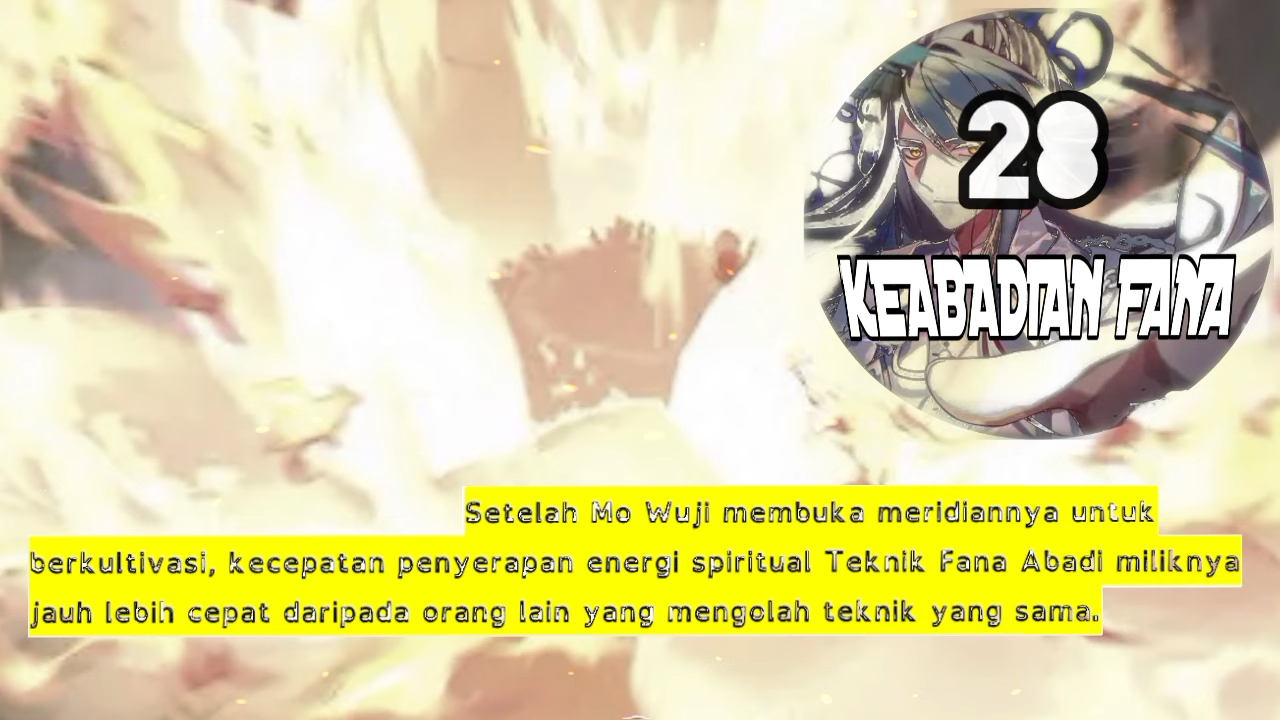 28
KEABADIAN FANA
Setelah Mo Wuji membuka meridiannya untuk
berkultivasi, kecepatan penyerapan energi spiritual Teknik Fana Abadi miliknya
jauh lebih cepat daripada orang lain yang mengolah teknik yang sama.